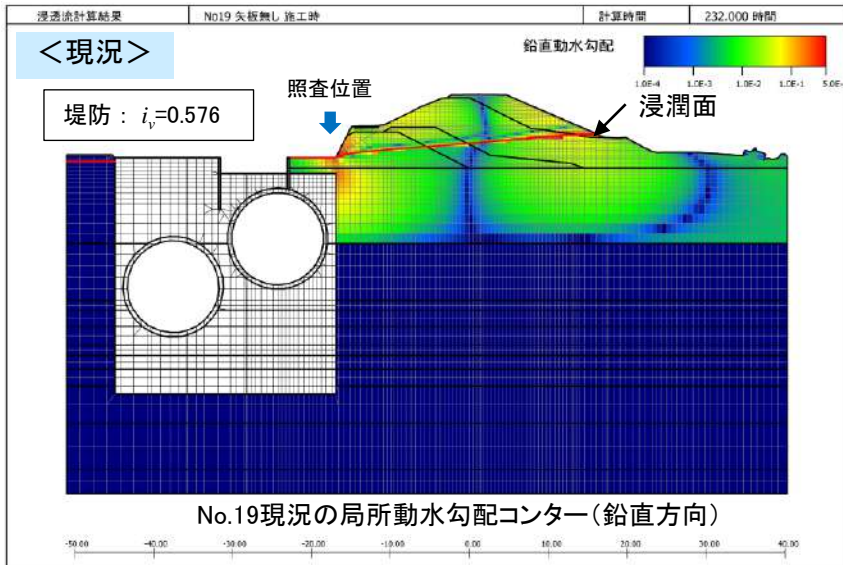 浸透流計算結果 No19 矢板無し 施工時 計算時間 232.000 時間
<現況>
鉛直動水勾配
1.0E-4 1.0E-3 1.0E-2 1.0E-1 5.0E-
照査位置
浸潤面
堤防 : iv=0.576
No.19現況の局所動水勾配コンター(鉛直方向)
-50.00 -40.00 -30.00 -20.00 -10.00 0.00 10.00 20.00 30.00 40.00